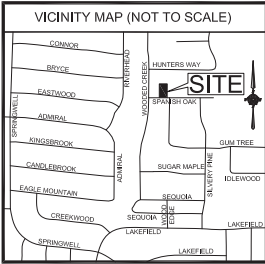 VICINITY MAP (NOT TO SCALE)
CONNOR
BRYCE
EASTWOOD
ADMIRAL
KINGSBROOK
CANDLEBROOK
EAGLE MOUNTAIN
CREEKWOOD
SPRINGWELL
SPRINGWELL
RIVERHEAD
ADMIRAL
WOODED CREEK
HUNTERS WAY
SITE
SPANISH OAK
GUM TREE
SUGAR MAPLE
IDLEWOOD
SILVERY PINE
SEQUOIA
SEQUOIA
WOOD
EDGE
LAKEFIELD
LAKEFIELD
LAKEFIELD